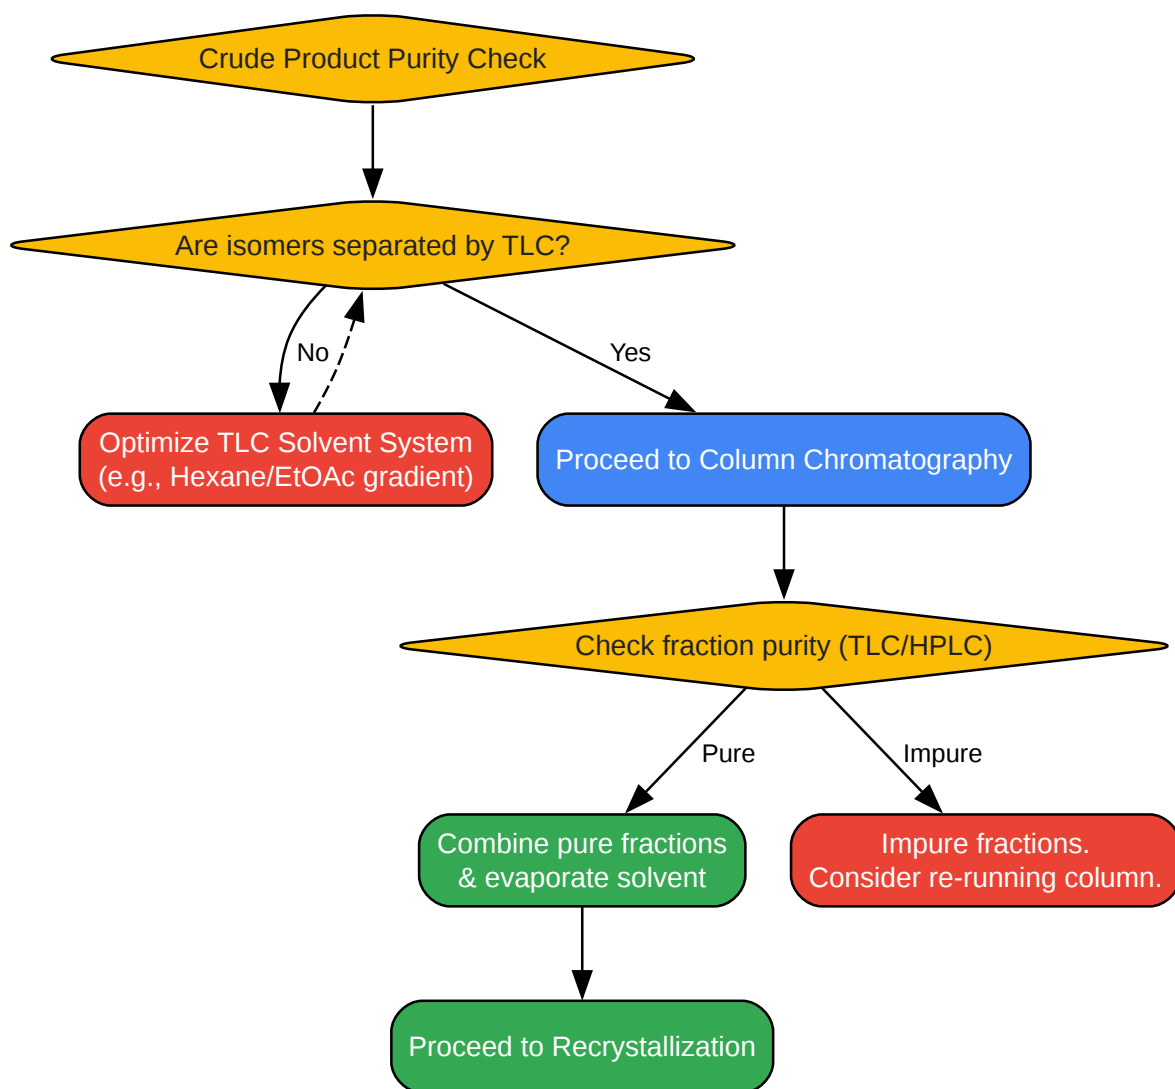 Crude Product Purity Check
Are isomers separated by TLC?
No
Yes
Optimize TLC Solvent System
(e.g., Hexane/EtOAc gradient)
Proceed to Column Chromatography
Check fraction purity (TLC/HPLC)
Pure
Impure
Combine pure fractions
& evaporate solvent
Impure fractions.
Consider re-running column.
Proceed to Recrystallization